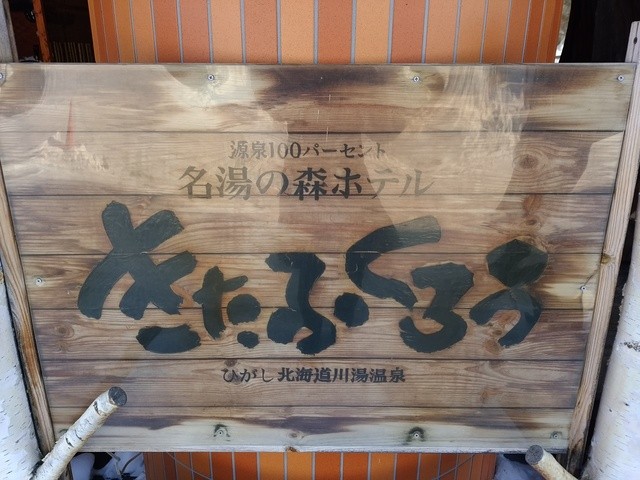 源泉100パーセント
名湯の森ホテル
きたふくろう
ひがし北海道川湯温泉